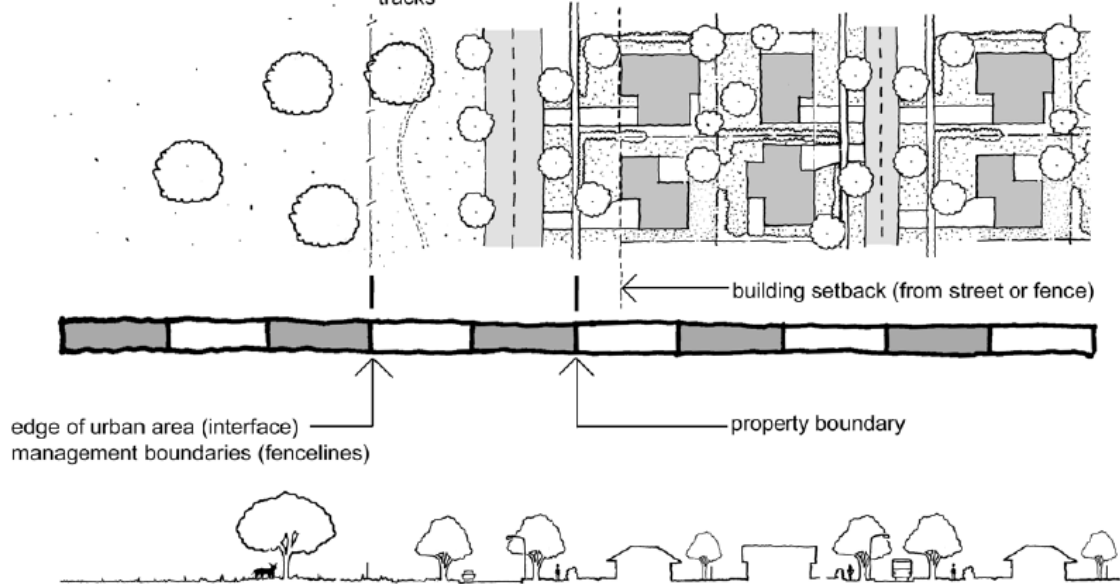 tracks
building setback (from street or fence)
edge of urban area (interface)
management boundaries (fencelines)
property boundary